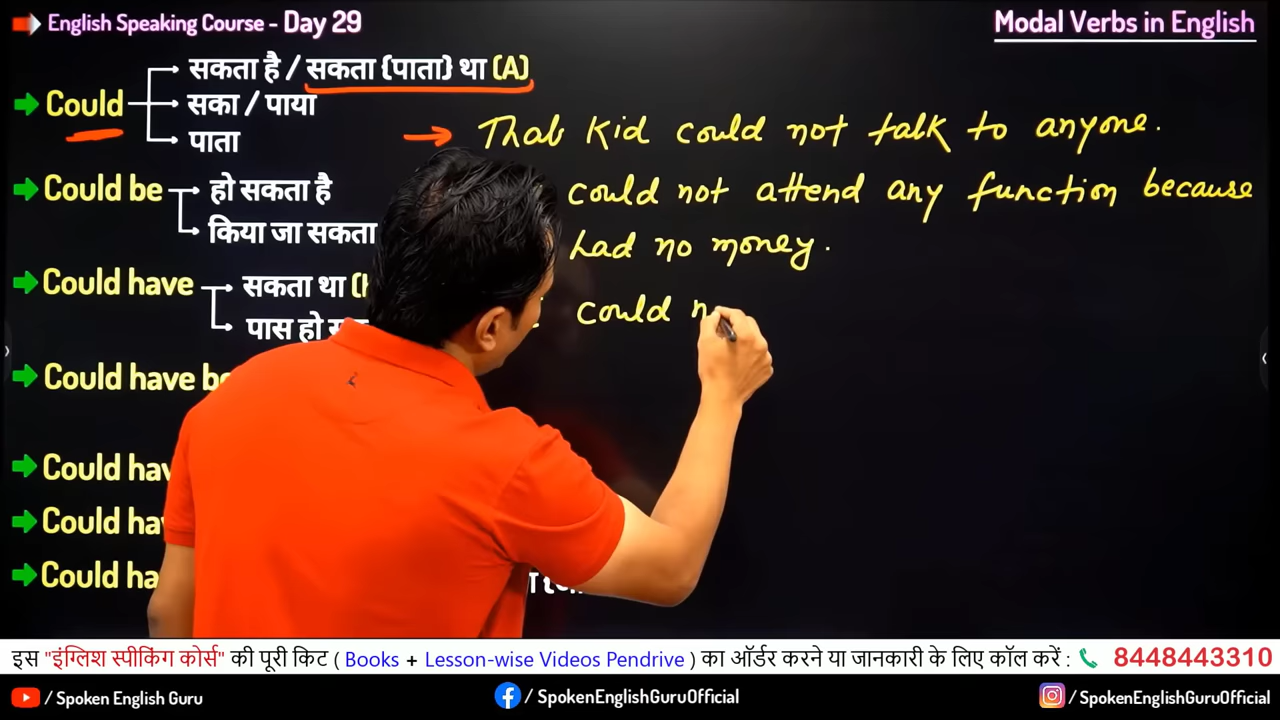 English Speaking Course - Day 29
Modal Verbs in English
Could
सकता है / सकता {पाता} था (A)
सका / पाया
पाता
Could be
हो सकता है
किया जा सकता
Could have
सकता था (
पास हो
Could have be
Could hav
Could hav
Could ha
That Kid could not talk to anyone.
could not attend any function because
had no money.
could n
इस "इंग्लिश स्पीकिंग कोर्स" की पूरी किट ( Books + Lesson-wise Videos Pendrive ) का ऑर्डर करने या जानकारी के लिए कॉल करें : 8448443310
/ Spoken English Guru
/ SpokenEnglishGuruOfficial
/ SpokenEnglishGuruOfficial